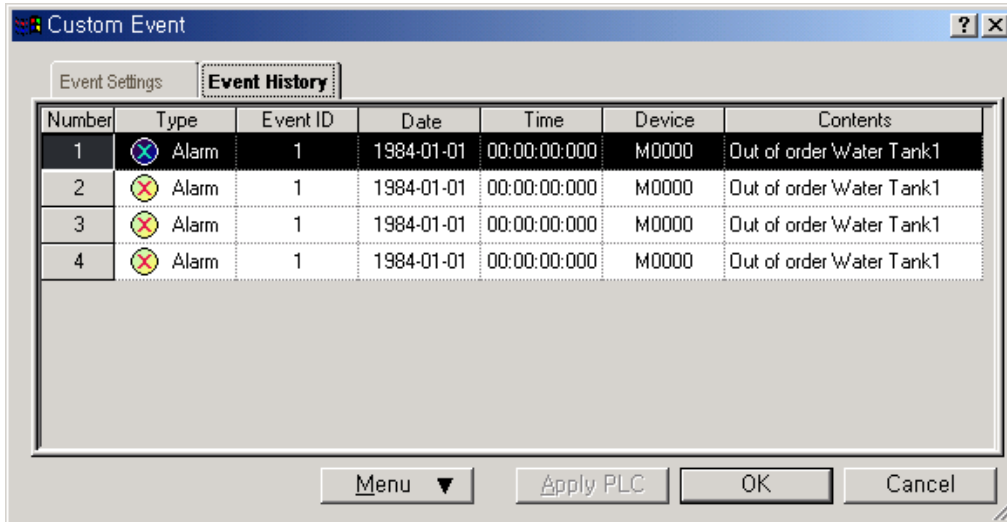 Custom Event
Event Settings Event History
Number Type Event ID Date Time Device Contents
1 Alarm 1 1984-01-01 00:00:00:000 M0000 Out of order Water Tank1
2 Alarm 1 1984-01-01 00:00:00:000 M0000 Out of order Water Tank1
3 Alarm 1 1984-01-01 00:00:00:000 M0000 Out of order Water Tank1
4 Alarm 1 1984-01-01 00:00:00:000 M0000 Out of order Water Tank1
Menu Apply PLC OK Cancel